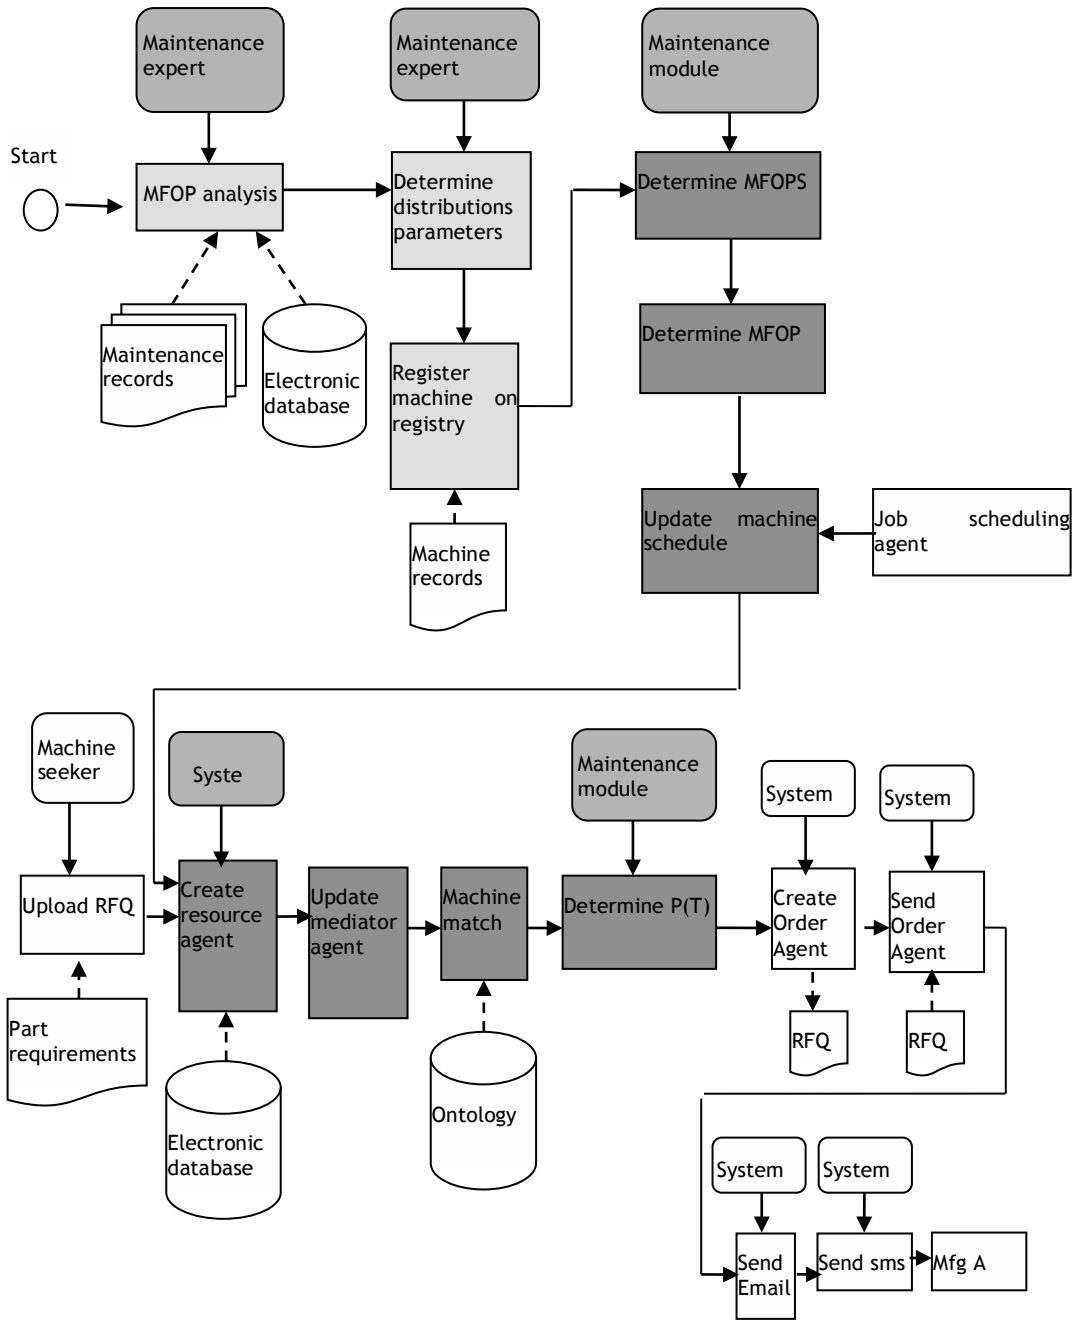 Maintenance
expert
Maintenance
expert
Maintenance
module
Start
MFOP analysis
Determine
distributions
parameters
Determine MFOPS
Determine MFOP
Maintenance
records
Electronic
database
Register
machine on
registry
Machine
records
Update machine
schedule
Job scheduling
agent
Machine
seeker
Syste
Maintenance
module
System
System
Upload RFQ
Create
resource
agent
Update
mediator
agent
Machine
match
Determine P(T)
Create
Order
Agent
Send
Order
Agent
Part
requirements
Electronic
database
Ontology
RFQ
RFQ
System
System
Send
Email
Send sms
Mfg A